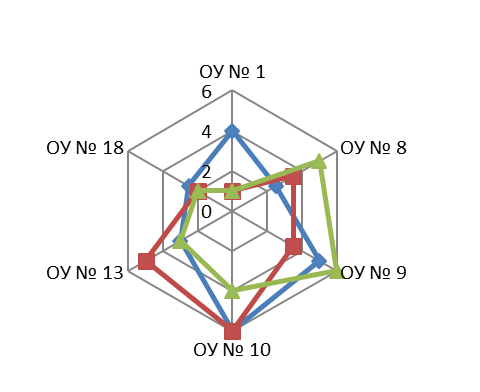 ОУ № 1
6
ОУ № 18
4
ОУ № 8
2
0
ОУ № 13
ОУ № 9
ОУ № 10